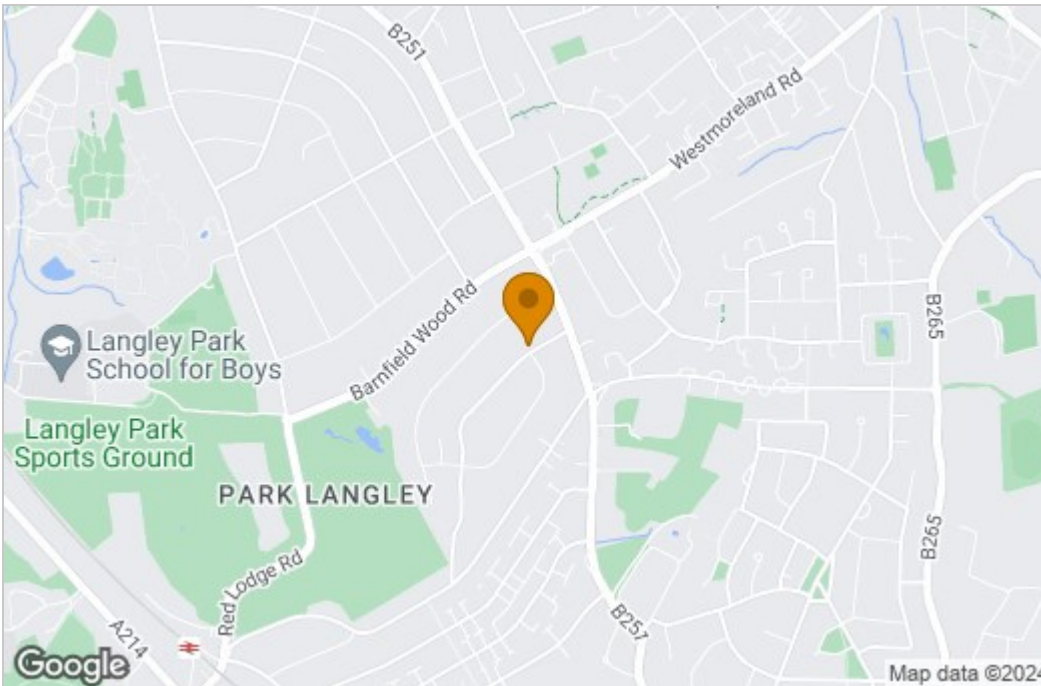 B251
Westmoreland Rd
Barnfield Wood Rd
B265
Langley Park
School for Boys
Langley Park
Sports Ground
PARK LANGLEY
B265
Red Lodge Rd
B257
A214
Google
Map data ©2024